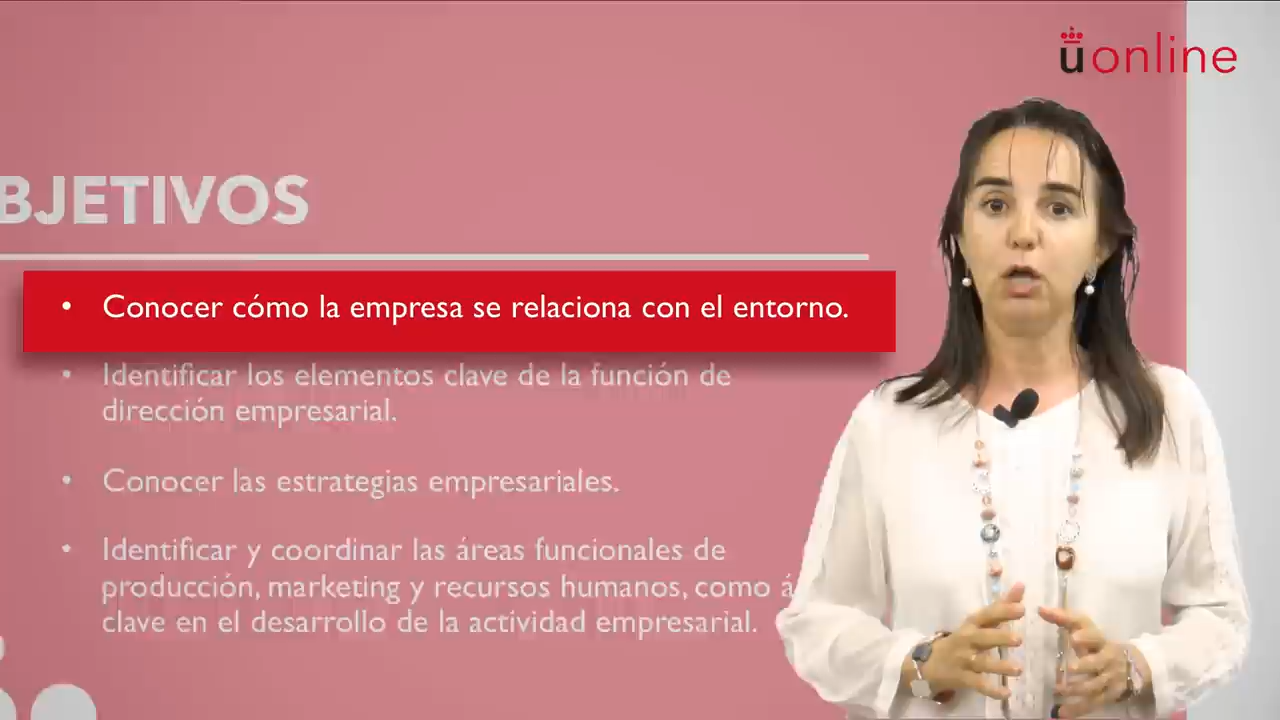 uonline
BJETIVOS
• Conocer cómo la empresa se relaciona con el entorno.
• Identificar los elementos clave de la función de
dirección empresarial.
• Conocer las estrategias empresariales.
• Identificar y coordinar las áreas funcionales de
producción, marketing y recursos humanos, como á
clave en el desarrollo de la actividad empresarial.